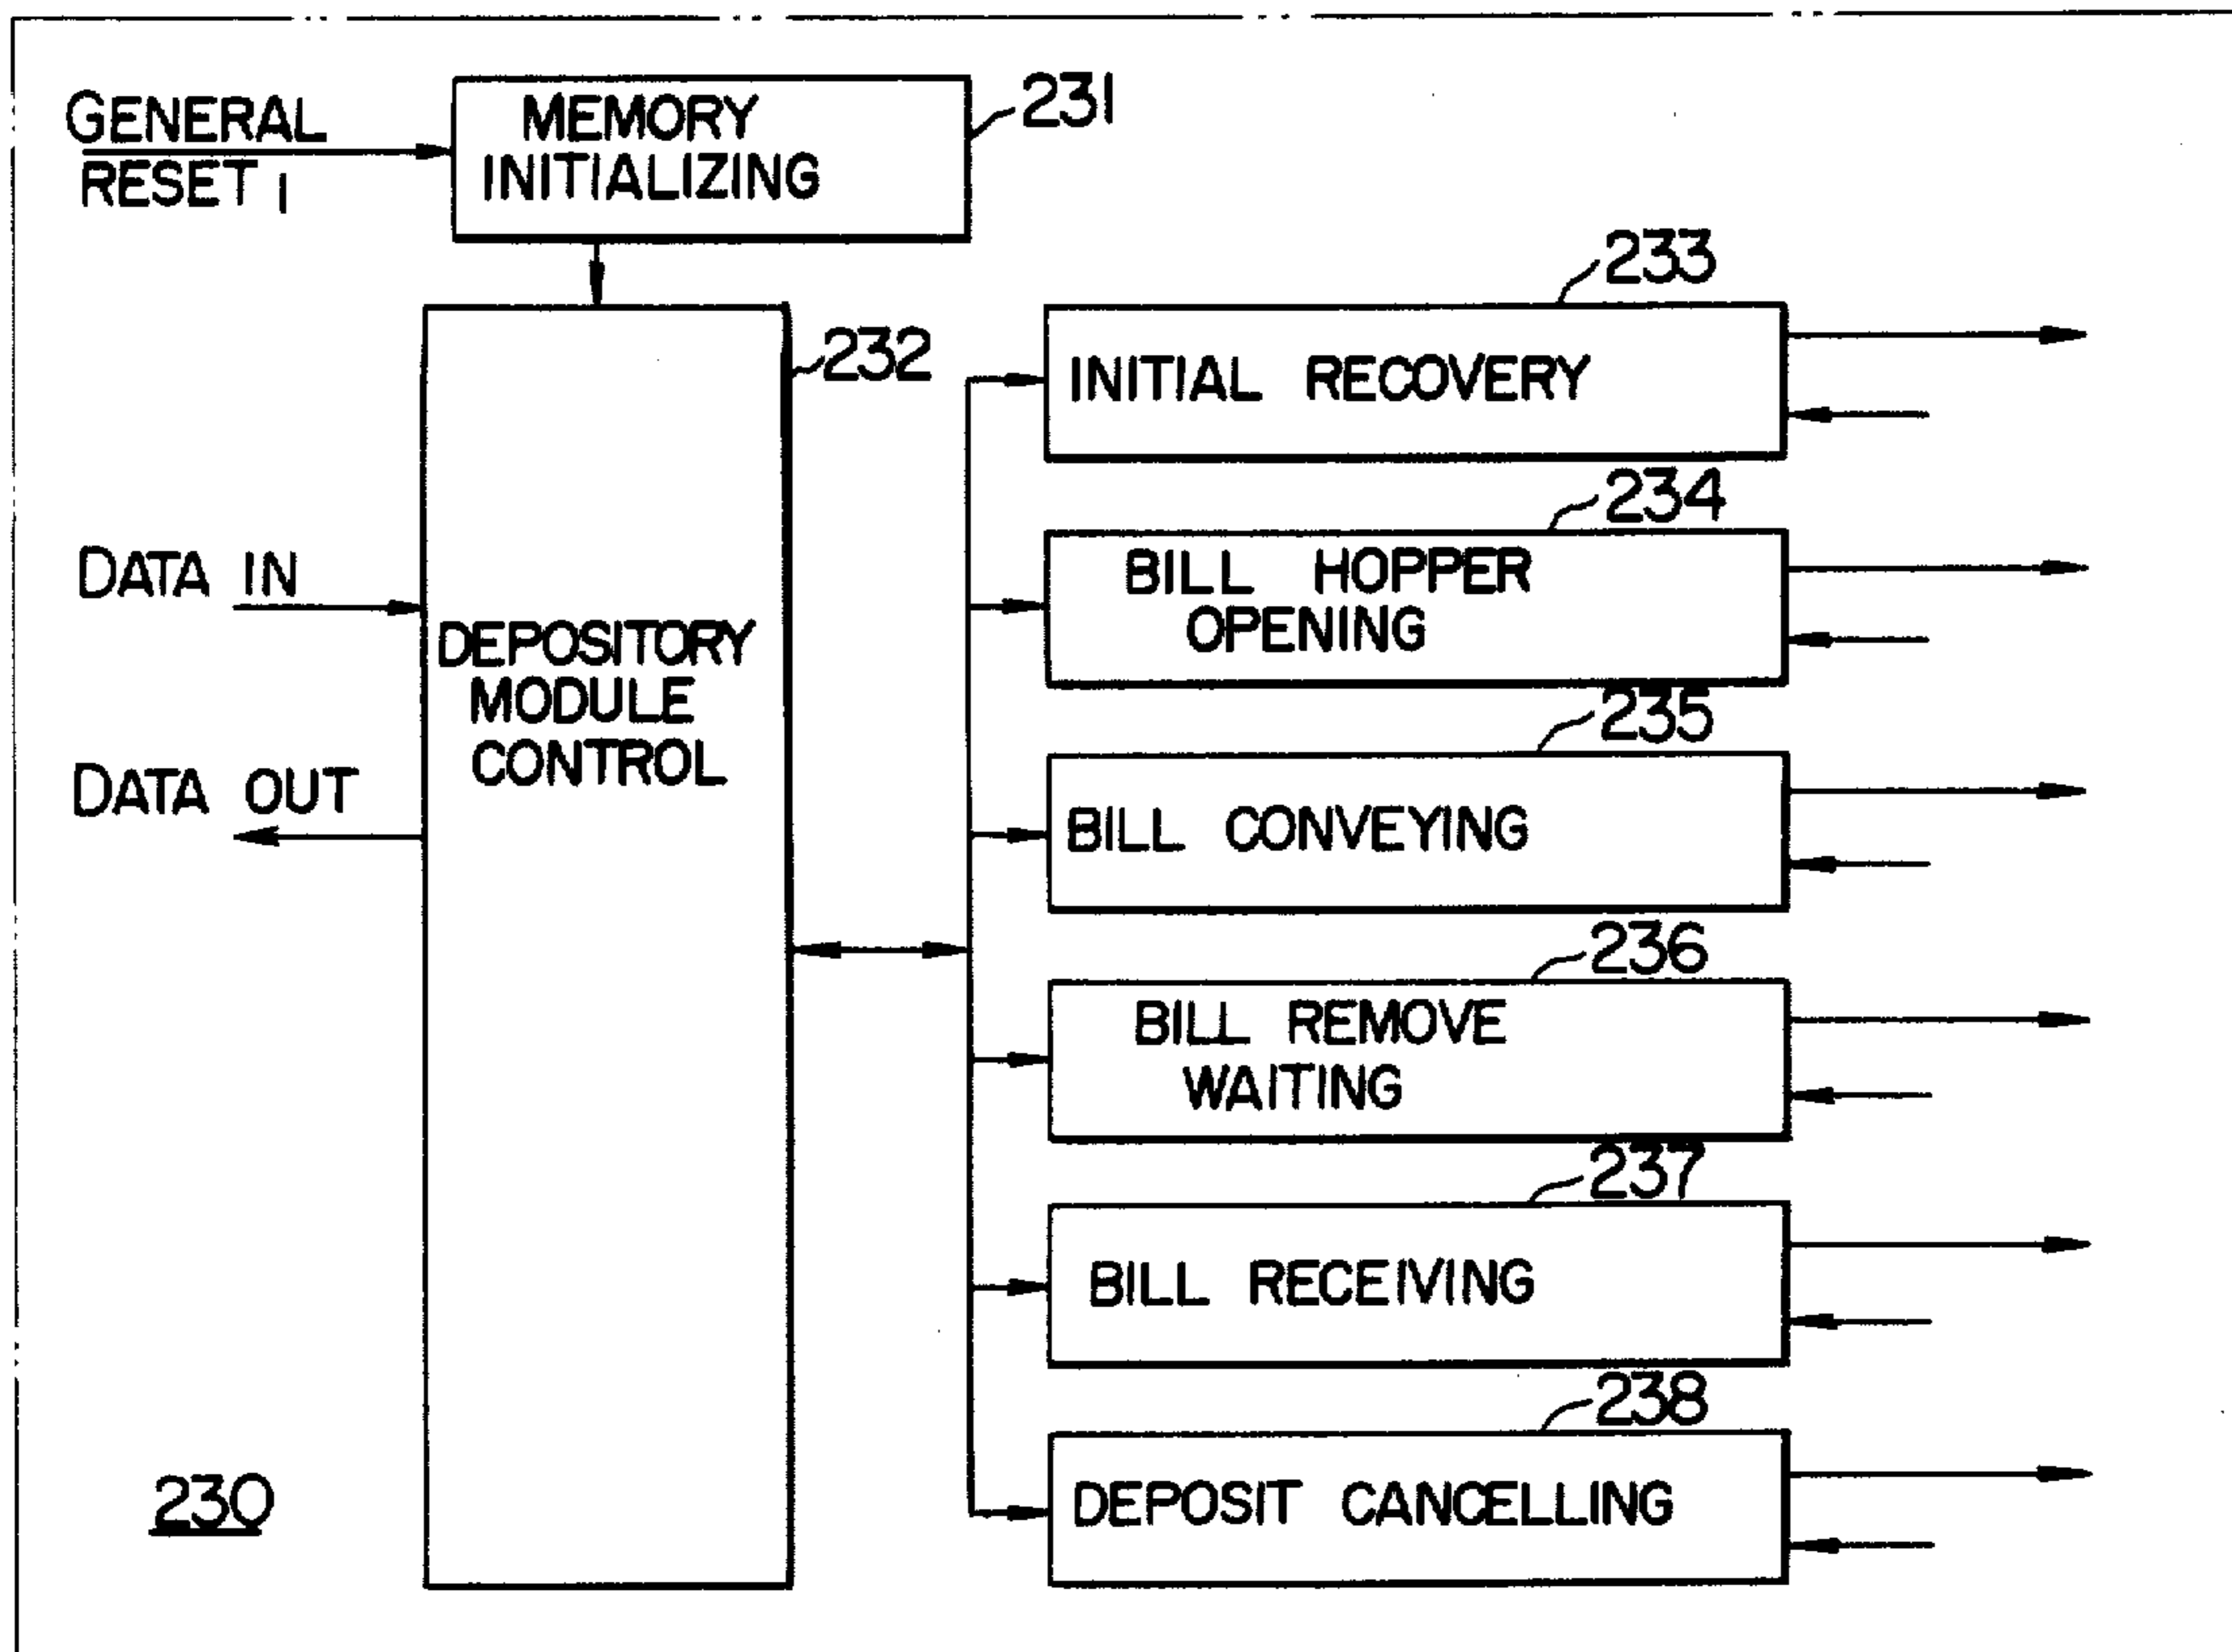 GENERAL
RESET 1
MEMORY
INITIALIZING
231
232
DATA IN
DATA OUT
DEPOSITORY
MODULE
CONTROL
233
INITIAL RECOVERY
234
BILL HOPPER
OPENING
235
BILL CONVEYING
236
BILL REMOVE
WAITING
237
BILL RECEIVING
238
DEPOSIT CANCELLING
230